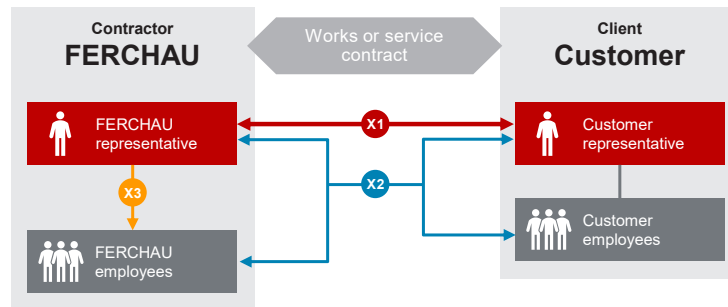 Contractor
FERCHAU
Works or service
contract
Client
Customer
FERCHAU
representative
X1
Customer
representative
X3
X2
FERCHAU
employees
Customer
employees